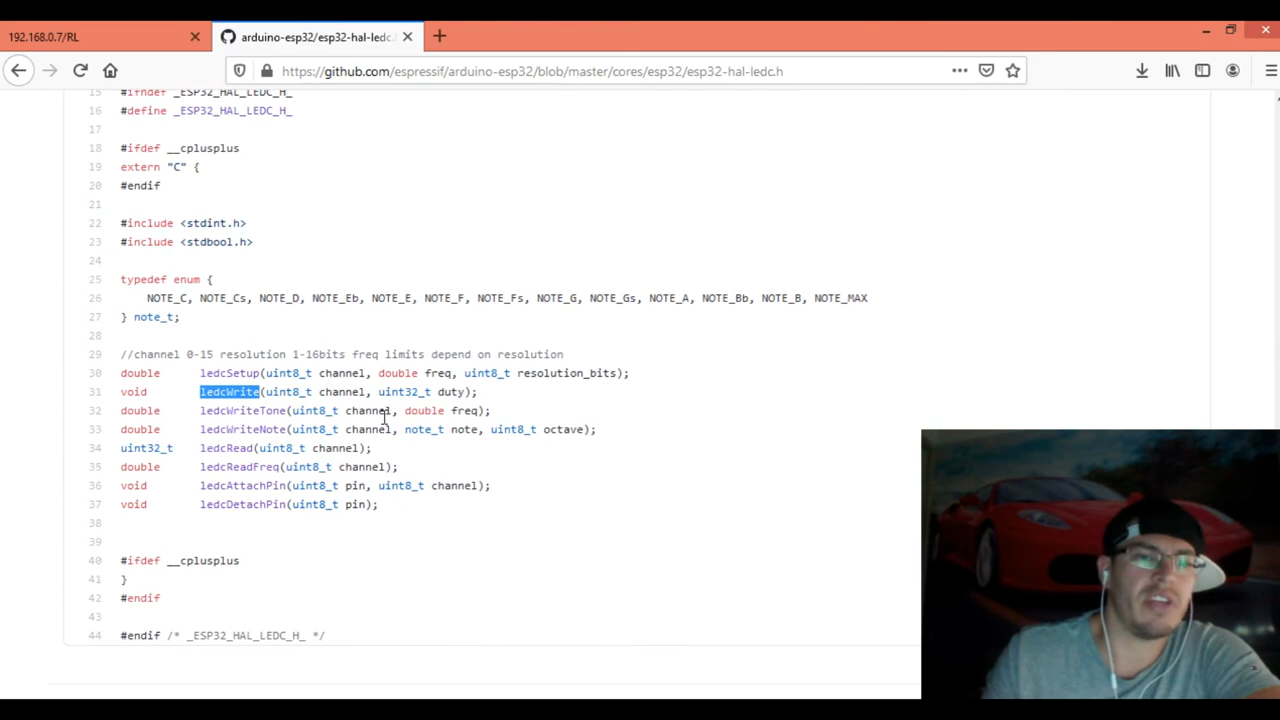 192.168.0.7/RL
arduino-esp32/esp32-hal-ledc.
https://github.com/espressif/arduino-esp32/blob/master/cores/esp32/esp32-hal-ledc.h
15 #ifndef _ESP32_HAL_LEDC_H_
16 #define _ESP32_HAL_LEDC_H_
17
18 #ifdef __cplusplus
19 extern "C" {
20 #endif
21
22 #include <stdint.h>
23 #include <stdbool.h>
24
25 typedef enum {
26 NOTE_C, NOTE_Cs, NOTE_D, NOTE_Eb, NOTE_E, NOTE_F, NOTE_Fs, NOTE_G, NOTE_Gs, NOTE_A, NOTE_Bb, NOTE_B, NOTE_MAX
27 } note_t;
28
29 //channel 0-15 resolution 1-16bits freq limits depend on resolution
30 double ledcSetup(uint8_t channel, double freq, uint8_t resolution_bits);
31 void ledcWrite(uint8_t channel, uint32_t duty);
32 double ledcWriteTone(uint8_t channel, double freq);
33 double ledcWriteNote(uint8_t channel, note_t note, uint8_t octave);
34 uint32_t ledcRead(uint8_t channel);
35 double ledcReadFreq(uint8_t channel);
36 void ledcAttachPin(uint8_t pin, uint8_t channel);
37 void ledcDetachPin(uint8_t pin);
38
39
40 #ifdef __cplusplus
41 }
42 #endif
43
44 #endif /* _ESP32_HAL_LEDC_H_ */